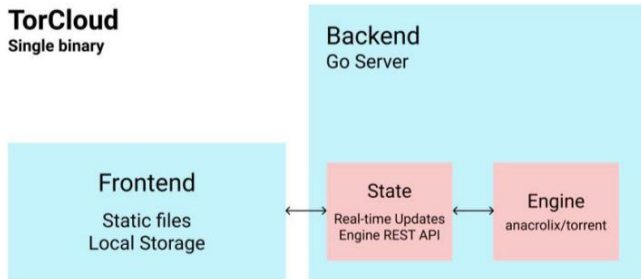 TorCloud
Single binary
Backend
Go Server
Frontend
Static files
Local Storage
State
Real-time Updates
Engine REST API
Engine
anacrolix/torrent